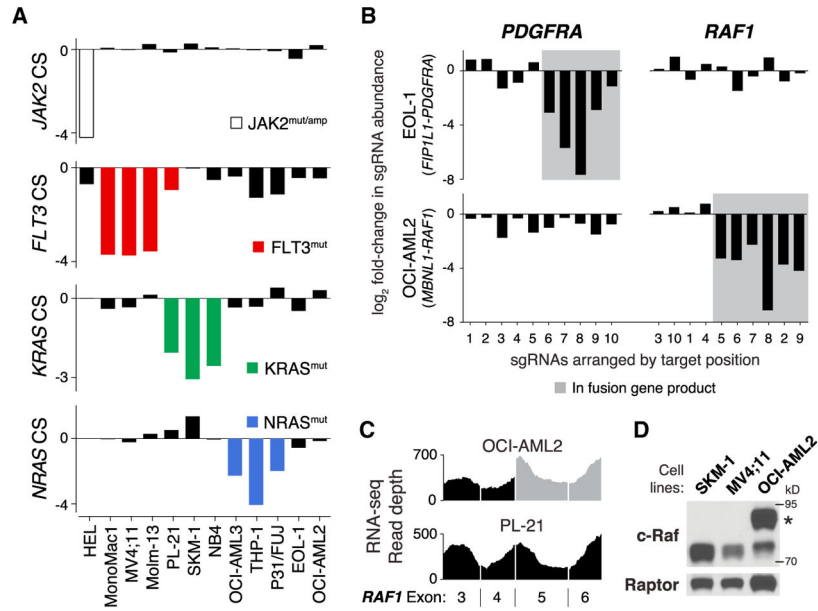 A
JAK2 CS
0
-4
JAK2mut/amp
FLT3 CS
0
-4
FLT3mut
KRAS CS
0
-3
KRASmut
NRAS CS
0
-4
NRASmut
HEL
MonoMac1
MV4;11
Molm-13
PL-21
SKM-1
NB4
OCI-AML3
THP-1
P31/FUJ
EOL-1
OCI-AML2
B
PDGFRA
RAF1
log2 fold-change in sgRNA abundance
EOL-1
(FIP1L1-PDGFRA)
0
-4
-8
OCI-AML2
(MBNL1-RAF1)
0
-4
-8
1 2 3 4 5 6 7 8 9 10
3 10 1 4 5 6 7 8 2 9
sgRNAs arranged by target position
In fusion gene product
C
RNA-seq
Read depth
OCI-AML2
700
0
PL-21
500
0
RAF1 Exon: 3 4 5 6
D
Cell
lines:
SKM-1
MV4;11
OCI-AML2
kD
95
c-Raf
*
70
Raptor